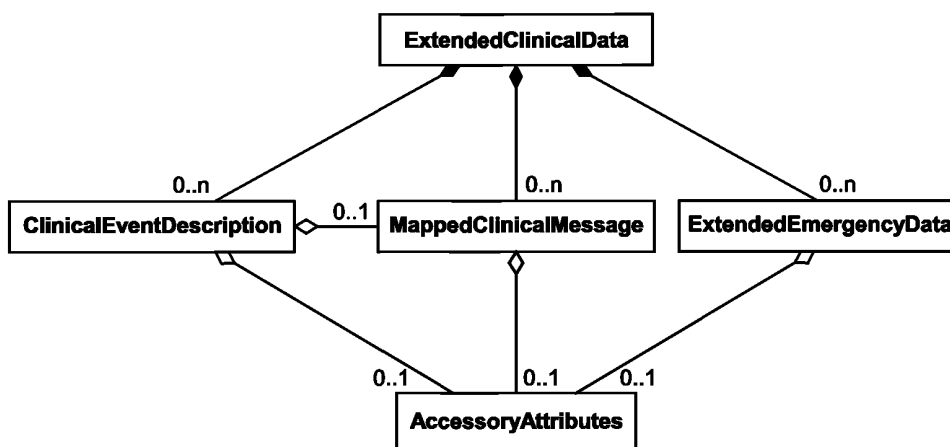 ExtendedClinicalData
0..n
0..n
0..n
ClinicalEventDescription
0..1
MappedClinicalMessage
ExtendedEmergencyData
0..1
0..1
0..1
AccessoryAttributes